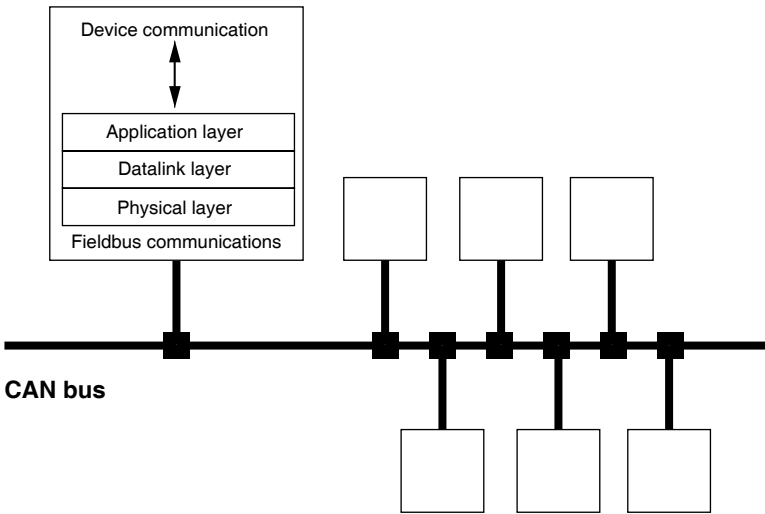 Device communication
Application layer
Datalink layer
Physical layer
Fieldbus communications
CAN bus